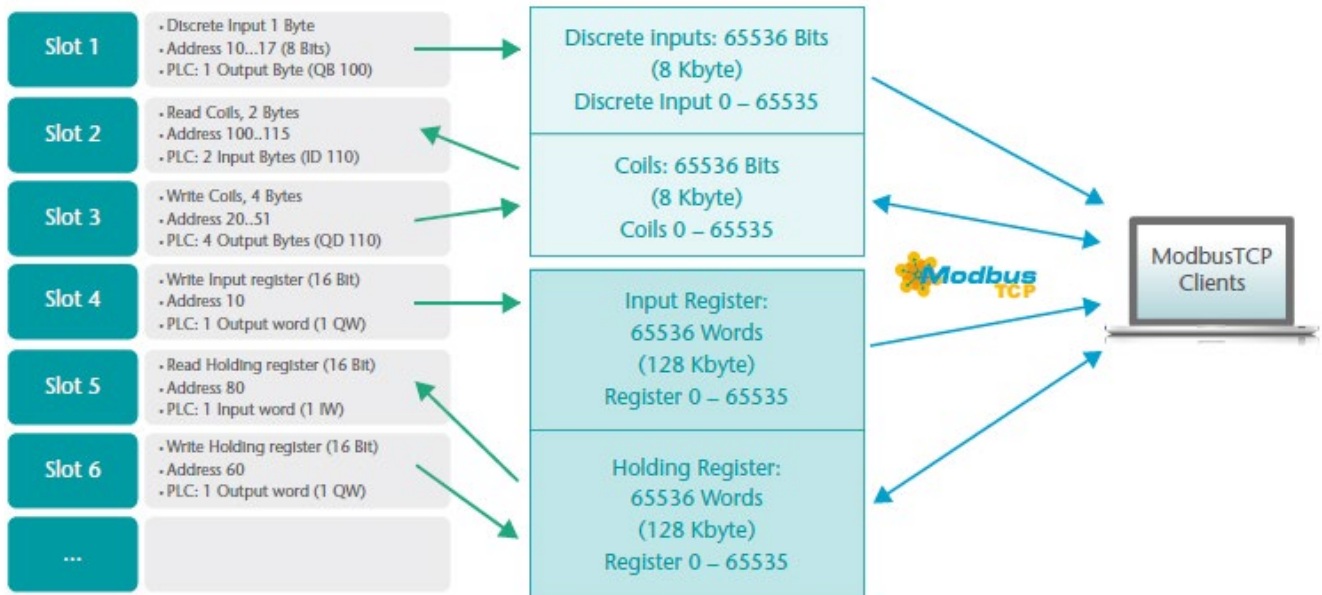 Slot 1
• Discrete Input 1 Byte
• Address 10...17 (8 Bits)
• PLC: 1 Output Byte (QB 100)
Slot 2
• Read Coils, 2 Bytes
• Address 100..115
• PLC: 2 Input Bytes (ID 110)
Slot 3
• Write Coils, 4 Bytes
• Address 20..51
• PLC: 4 Output Bytes (QD 110)
Slot 4
• Write Input register (16 Bit)
• Address 10
• PLC: 1 Output word (1 QW)
Slot 5
• Read Holding register (16 Bit)
• Address 80
• PLC: 1 Input word (1 IW)
Slot 6
• Write Holding register (16 Bit)
• Address 60
• PLC: 1 Output word (1 QW)
...
Discrete inputs: 65536 Bits
(8 Kbyte)
Discrete Input 0 – 65535
Coils: 65536 Bits
(8 Kbyte)
Coils 0 – 65535
Input Register:
65536 Words
(128 Kbyte)
Register 0 – 65535
Holding Register:
65536 Words
(128 Kbyte)
Register 0 – 65535
Modbus
TCP
ModbusTCP
Clients